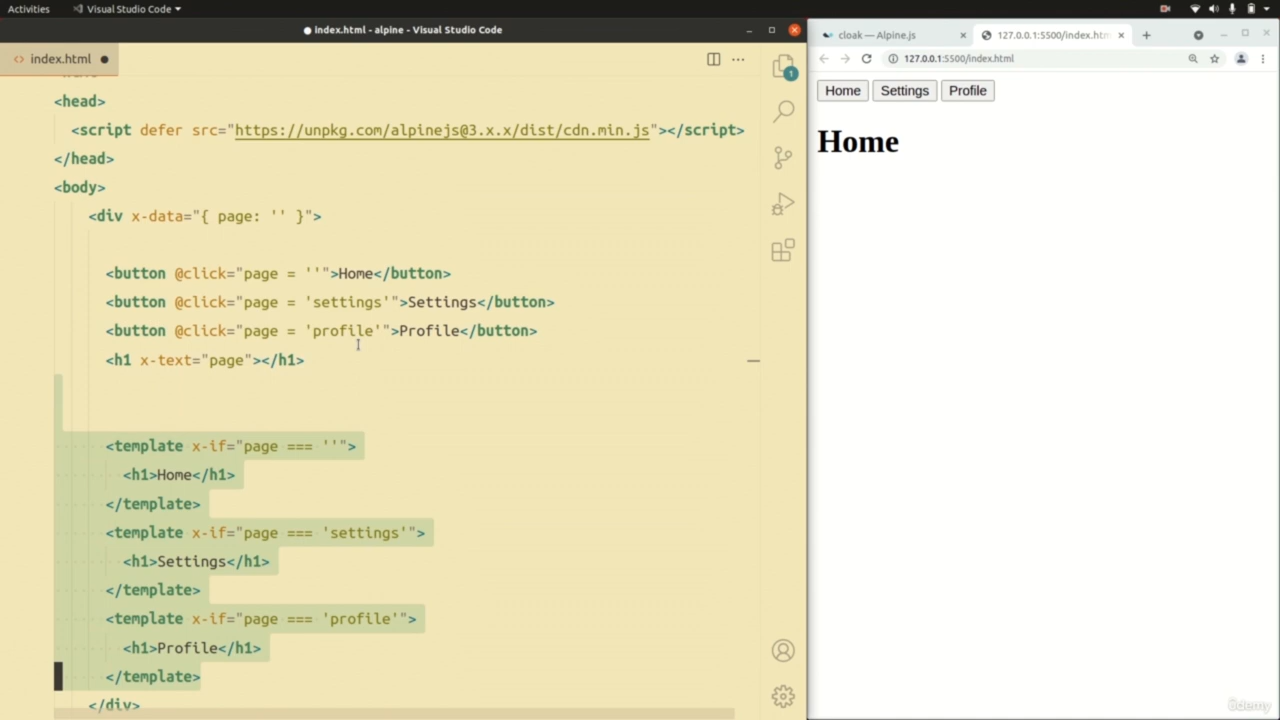 Activities
Visual Studio Code
● index.html - alpine - Visual Studio Code
index.html ●
<head>
<script defer src="https://unpkg.com/alpinejs@3.x.x/dist/cdn.min.js"></script>
</head>
<body>
<div x-data="{ page: '' }">
<button @click="page = ''">Home</button>
<button @click="page = 'settings'">Settings</button>
<button @click="page = 'profile'">Profile</button>
<h1 x-text="page"></h1>
<template x-if="page === ''">
<h1>Home</h1>
</template>
<template x-if="page === 'settings'">
<h1>Settings</h1>
</template>
<template x-if="page === 'profile'">
<h1>Profile</h1>
</template>
</div>
1
cloak — Alpine.js
127.0.0.1:5500/index.htm
127.0.0.1:5500/index.html
Home Settings Profile
Home
ûdemy